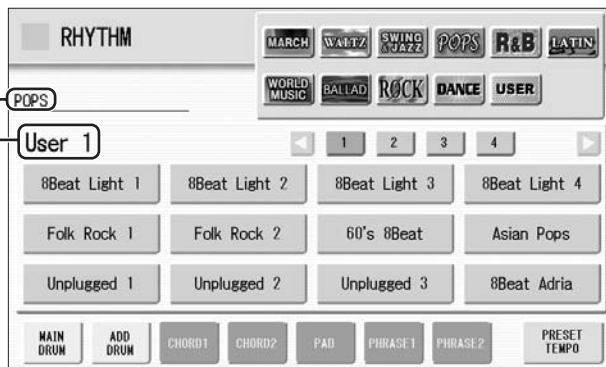 RHYTHM
MARCH WALTZ SWING &JAZZ POPS R&B LATIN
WORLD MUSIC BALLAD ROCK DANCE USER
POPS
User 1
1 2 3 4
8Beat Light 1 8Beat Light 2 8Beat Light 3 8Beat Light 4
Folk Rock 1 Folk Rock 2 60's 8Beat Asian Pops
Unplugged 1 Unplugged 2 Unplugged 3 8Beat Adria
MAIN DRUM ADD DRUM CHORD1 CHORD2 PAD PHRASE1 PHRASE2 PRESET TEMPO